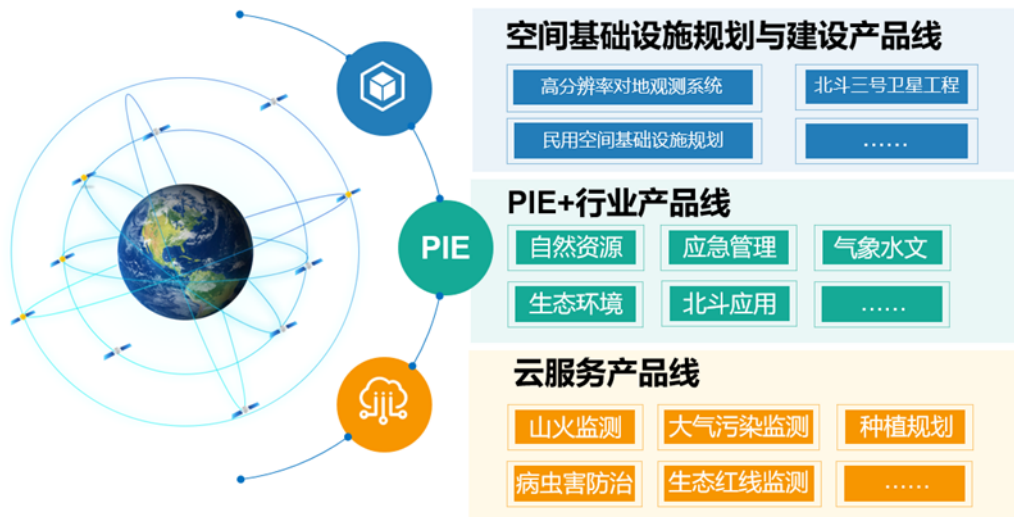 空间基础设施规划与建设产品线
高分辨率对地观测系统
北斗三号卫星工程
民用空间基础设施规划
……
PIE
PIE+行业产品线
自然资源
应急管理
气象水文
生态环境
北斗应用
……
云服务产品线
山火监测
大气污染监测
种植规划
病虫害防治
生态红线监测
……